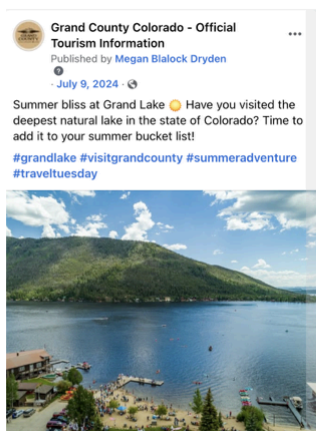 Grand County Colorado - Official
Tourism Information
Published by Megan Blalock Dryden
· July 9, 2024 ·
Summer bliss at Grand Lake 🌞 Have you visited the
deepest natural lake in the state of Colorado? Time to
add it to your summer bucket list!
#grandlake #visitgrandcounty #summeradventure
#traveltuesday